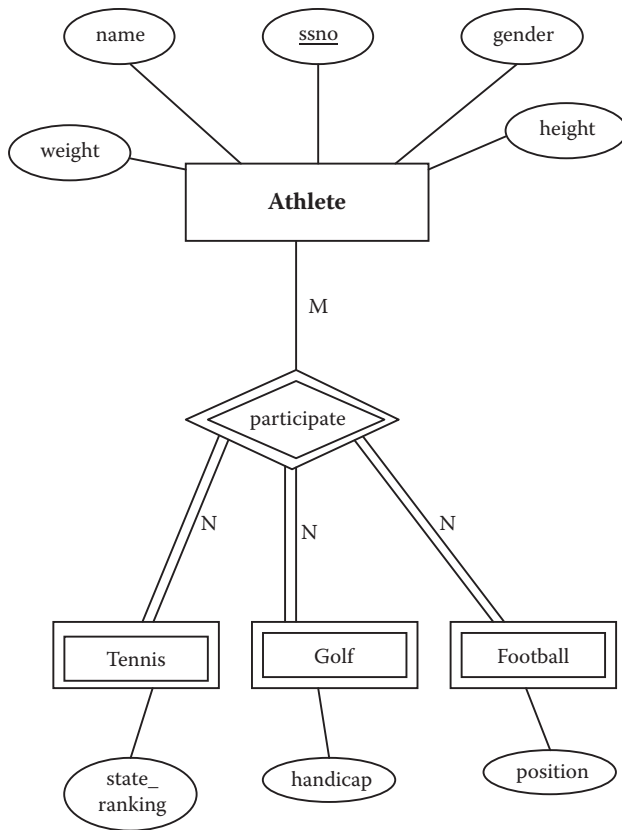 name
ssno
gender
weight
height
Athlete
M
participate
N
N
N
Tennis
Golf
Football
state_
ranking
handicap
position